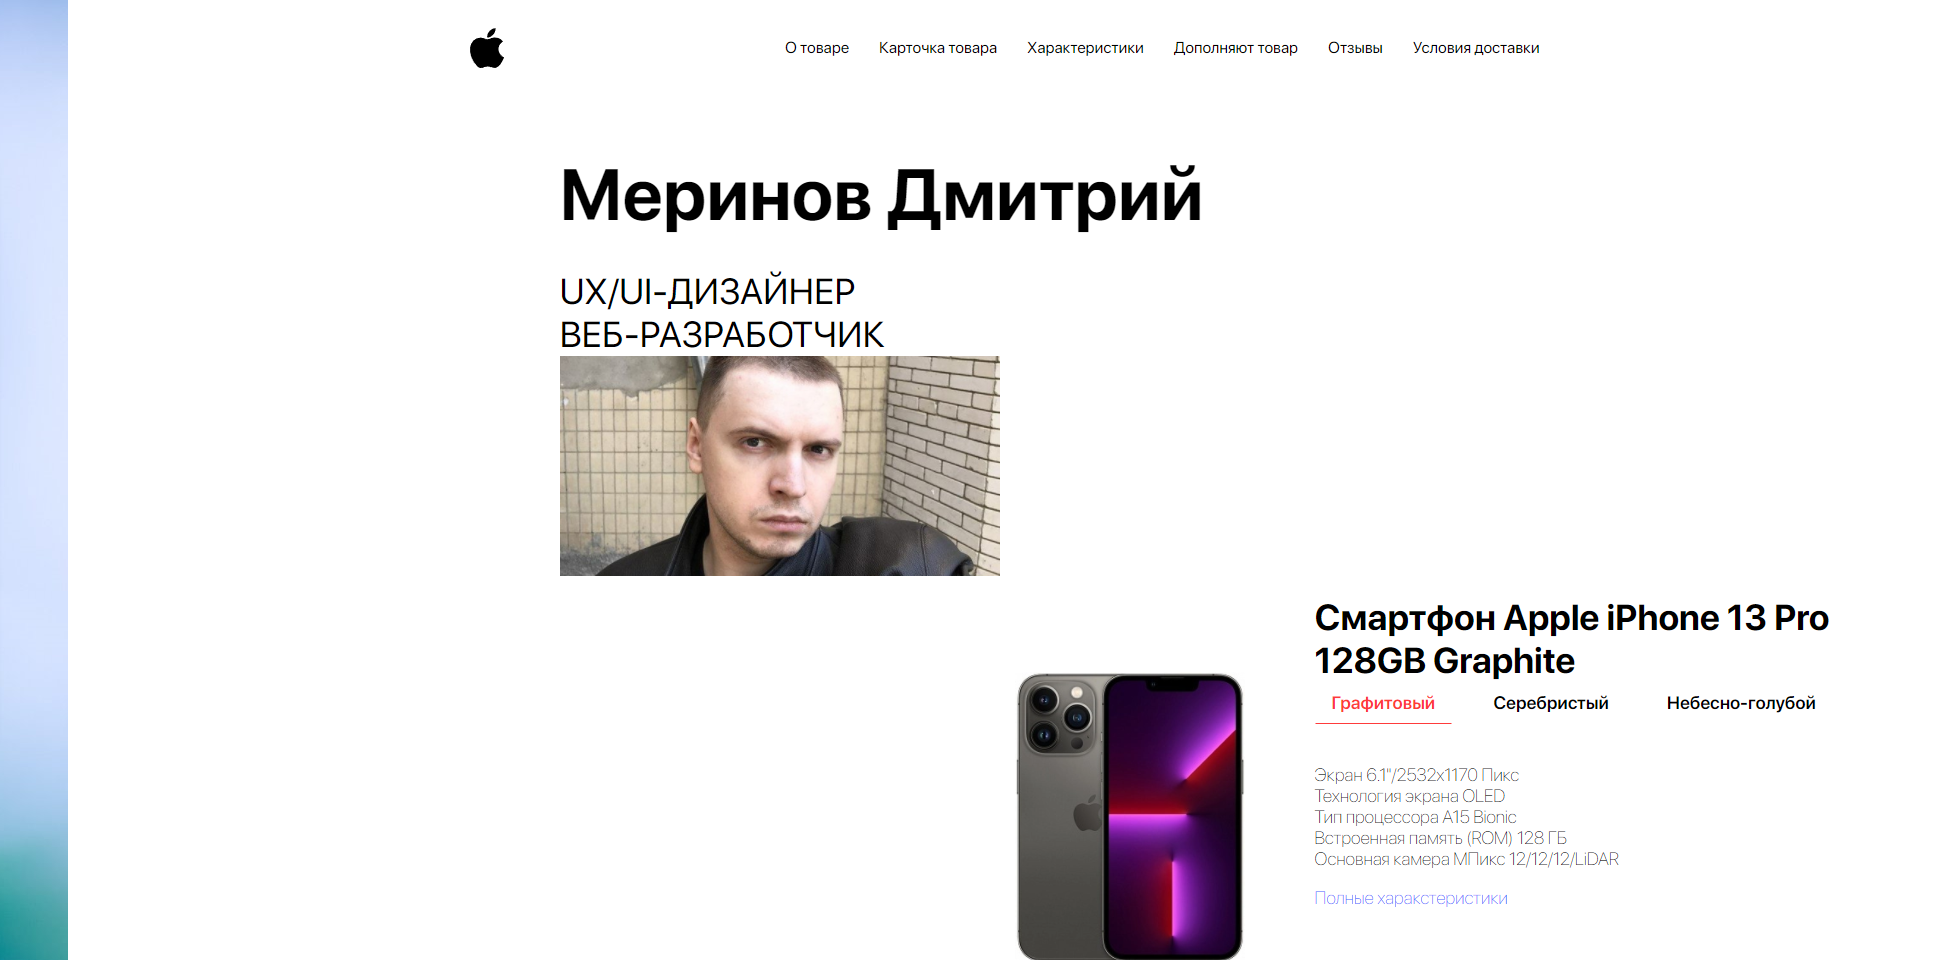 О товаре Карточка товара Характеристики Дополняют товар Отзывы Условия доставки
Меринов Дмитрий
UX/UI-ДИЗАЙНЕР
ВЕБ-РАЗРАБОТЧИК
Смартфон Apple iPhone 13 Pro
128GB Graphite
Графитовый Серебристый Небесно-голубой
Экран 6.1"/2532x1170 Пикс
Технология экрана OLED
Тип процессора A15 Bionic
Встроенная память (ROM) 128 ГБ
Основная камера МПикс 12/12/12/LiDAR
Полные характеристики